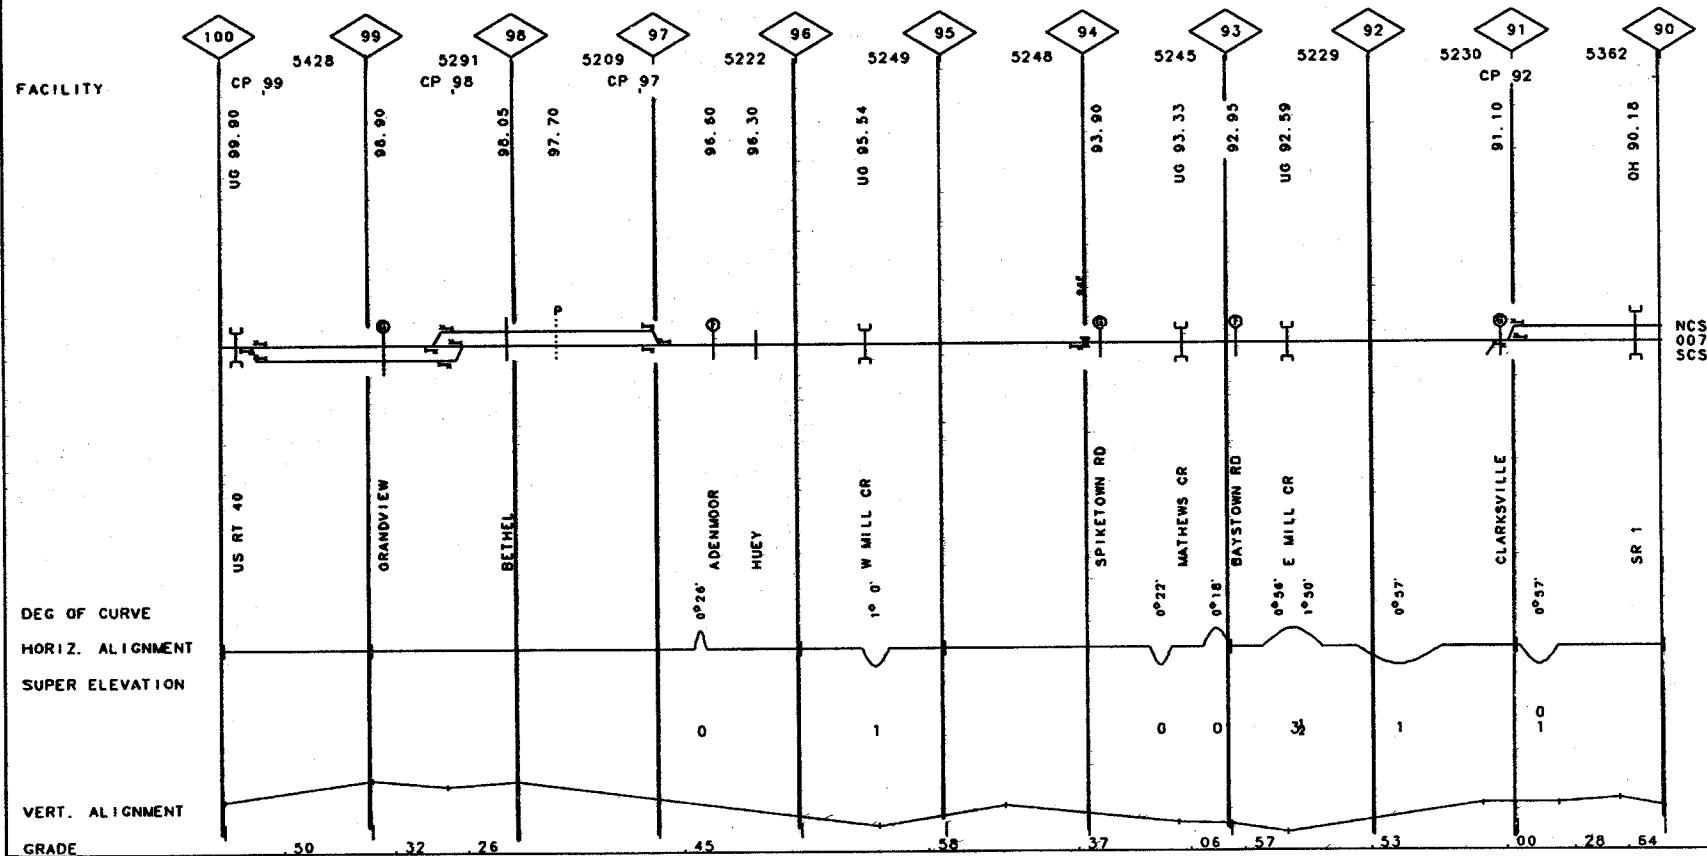 100 99 98 97 96 95 94 93 92 91 90
5428 5291 5209 5222 5249 5248 5245 5229 5230 5362
FACILITY CP 99 CP 98 CP 97 CP 92
UG 99.90
98.90
98.05
97.70
96.60
96.30
UG 95.54
93.90
UG 93.33
92.95
UG 92.59
91.10
OH 90.18
P
NCS
007
SCS
US RT 40
GRANDVIEW
BETHEL
ADENMOOR
HUEY
W MILL CR
SPIKETOWN RD
MATHEWS CR
BAYSTOWN RD
E MILL CR
CLARKSVILLE
SR 1
DEG OF CURVE 0°26' 1° 0' 0°22' 0°18' 0°56' 1°50' 0°57' 0°57'
HORIZ. ALIGNMENT
SUPER ELEVATION
0 1 0 0 3½ 1 0 1
VERT. ALIGNMENT
GRADE .50 .32 .26 .45 .58 .37 .06 .57 .53 .00 .28 .64